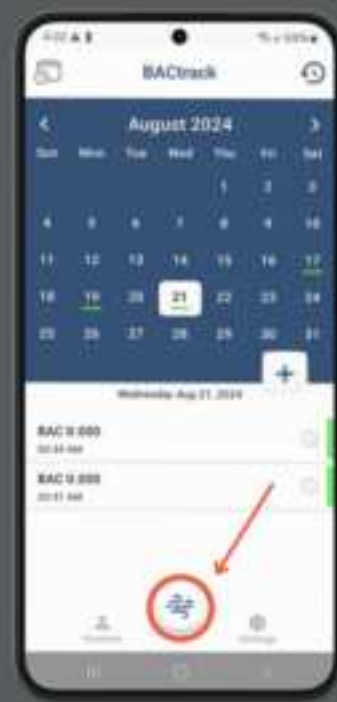 BACtrack
August 2024
Sun Mon Tue Wed Thu Fri Sat
1 2 3
4 5 6 7 8 9 10
11 12 13 14 15 16 17
18 19 20 21 22 23 24
25 26 27 28 29 30 31
+
Wednesday Aug 21, 2024
BAC 0.000
BAC 0.000
Settings